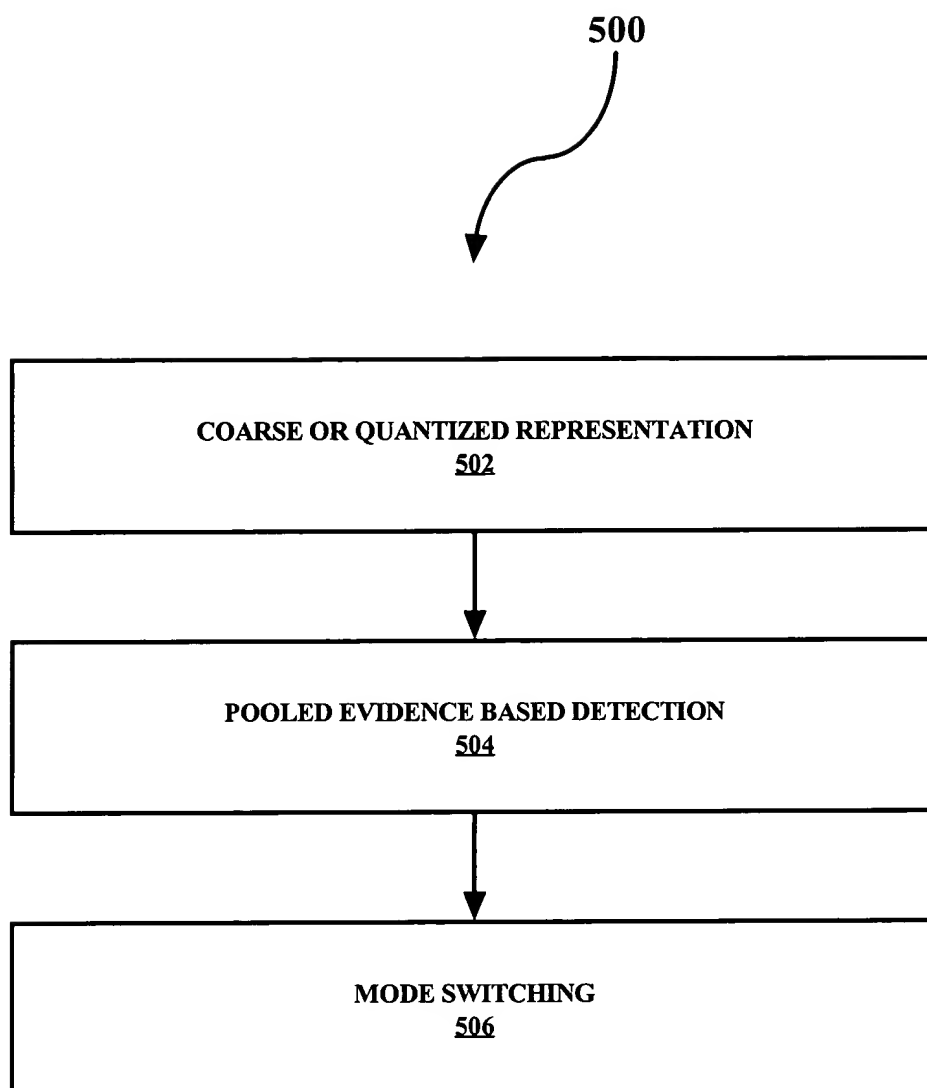 500
COARSE OR QUANTIZED REPRESENTATION
502
POOLED EVIDENCE BASED DETECTION
504
MODE SWITCHING
506